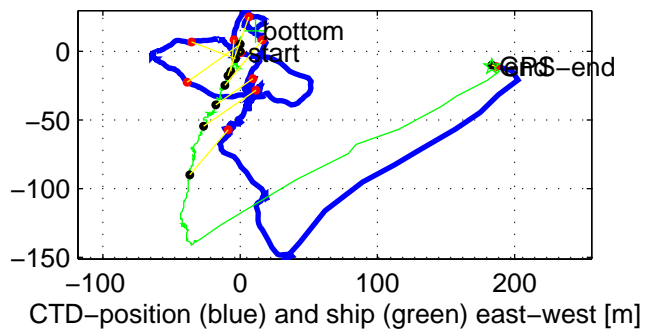 bottom
0
start
GPS−end
end
−50
−100
−150
−100 0 100 200
CTD−position (blue) and ship (green) east−west [m]